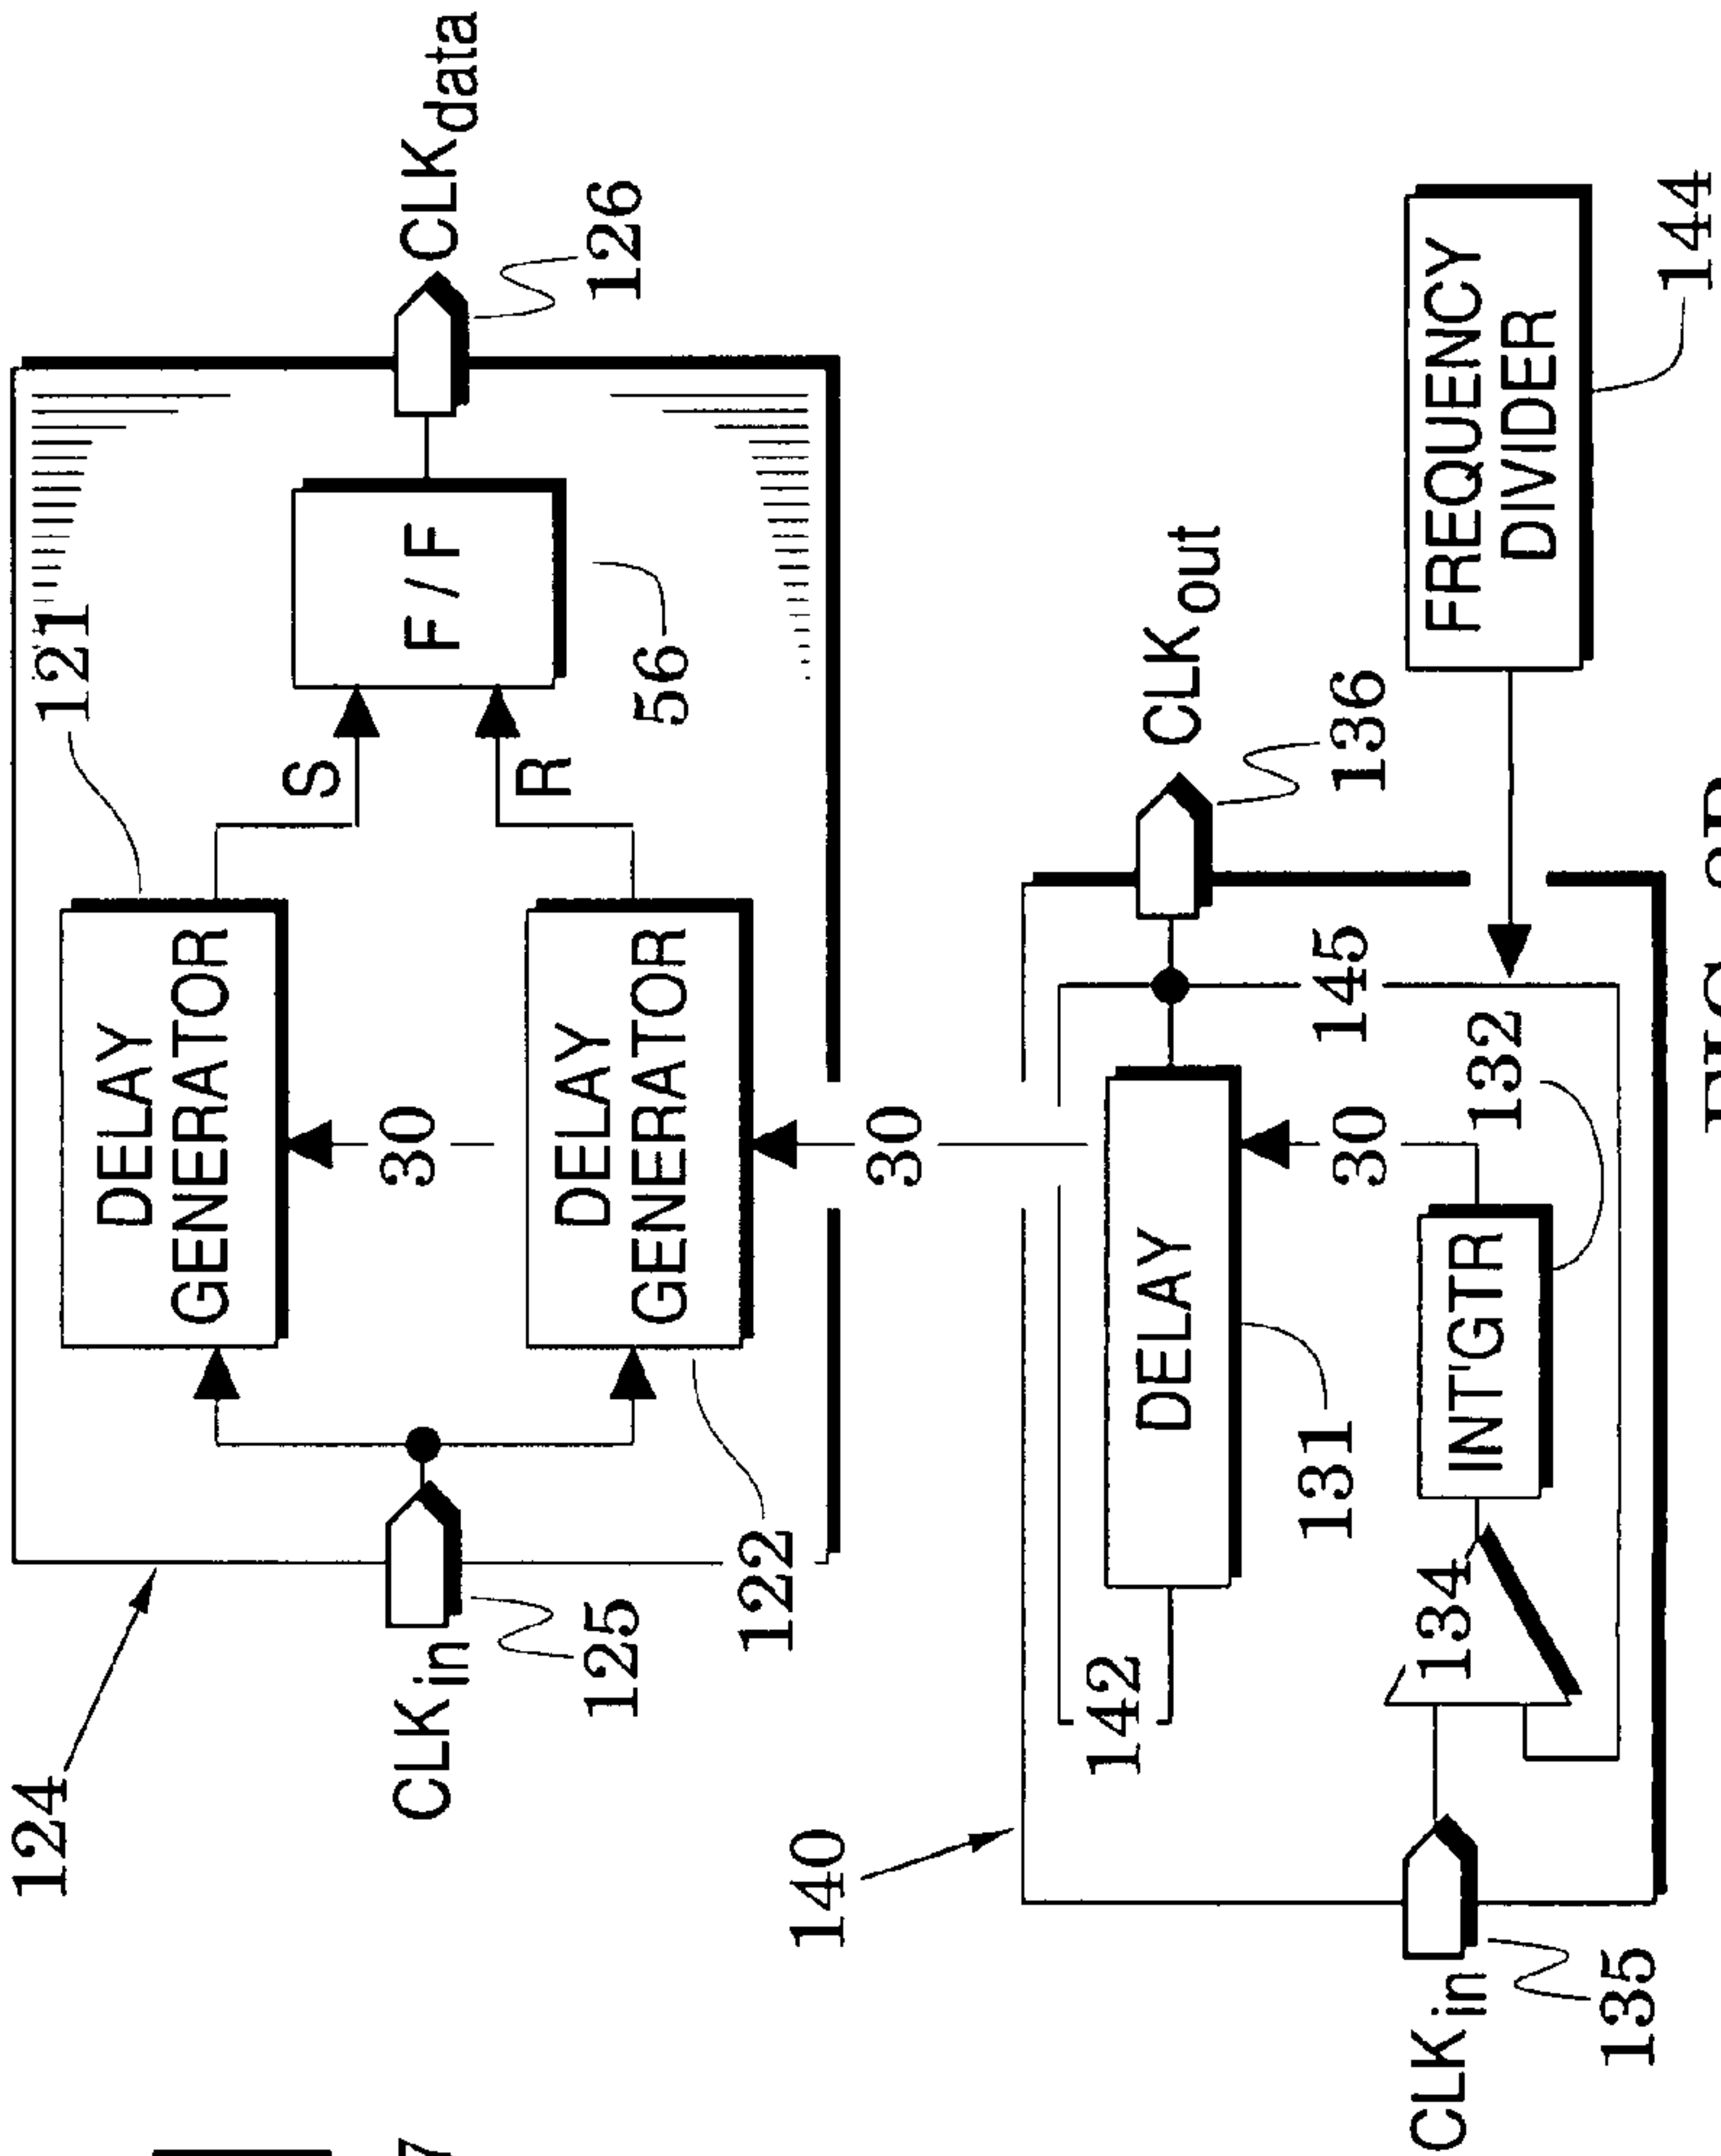 124
121
DELAY
GENERATOR
S
F / F
CLKin
125
30
R
56
CLKdata
126
DELAY
GENERATOR
122
30
140
142
DELAY
131
145
CLKout
136
30
134
INT'GTR
132
CLKin
135
FREQUENCY
DIVIDER
144
7